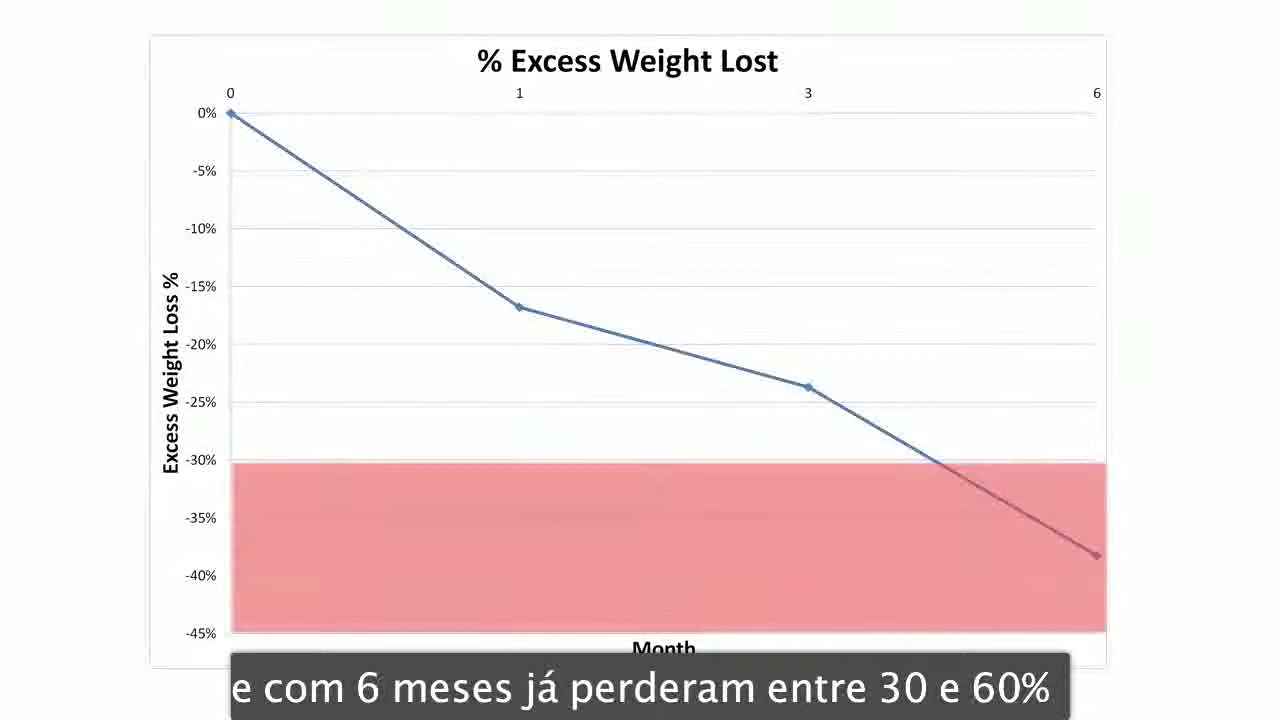 % Excess Weight Lost
0 1 3 6
0%
-5%
-10%
-15%
-20%
-25%
-30%
-35%
-40%
-45%
Excess Weight Loss %
Month
e com 6 meses já perderam entre 30 e 60%